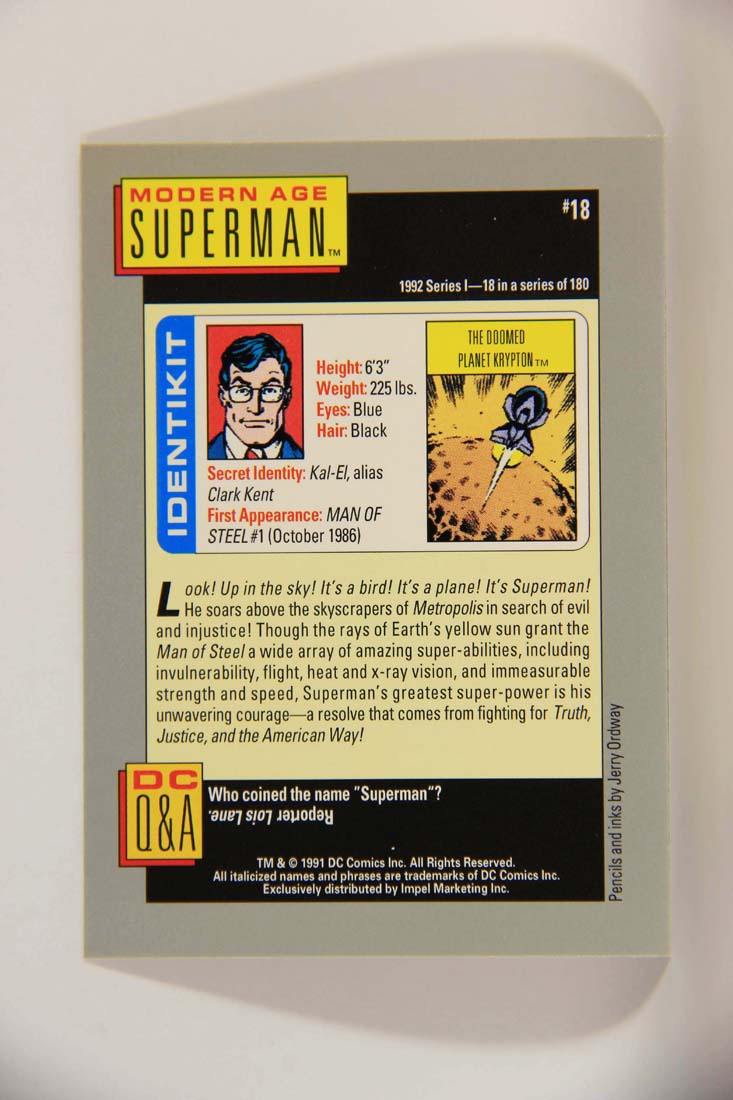 MODERN AGE
SUPERMAN™
#18
1992 Series I—18 in a series of 180
IDENTIKIT
Height: 6'3"
Weight: 225 lbs.
Eyes: Blue
Hair: Black
Secret Identity: Kal-El, alias
Clark Kent
First Appearance: MAN OF
STEEL #1 (October 1986)
THE DOOMED
PLANET KRYPTON™
Look! Up in the sky! It's a bird! It's a plane! It's Superman!
He soars above the skyscrapers of Metropolis in search of evil
and injustice! Though the rays of Earth's yellow sun grant the
Man of Steel a wide array of amazing super-abilities, including
invulnerability, flight, heat and x-ray vision, and immeasurable
strength and speed, Superman's greatest super-power is his
unwavering courage—a resolve that comes from fighting for Truth,
Justice, and the American Way!
DC
Q&A
Who coined the name "Superman"?
Reporter Lois Lane.
TM & © 1991 DC Comics Inc. All Rights Reserved.
All italicized names and phrases are trademarks of DC Comics Inc.
Exclusively distributed by Impel Marketing Inc.
Pencils and inks by Jerry Ordway